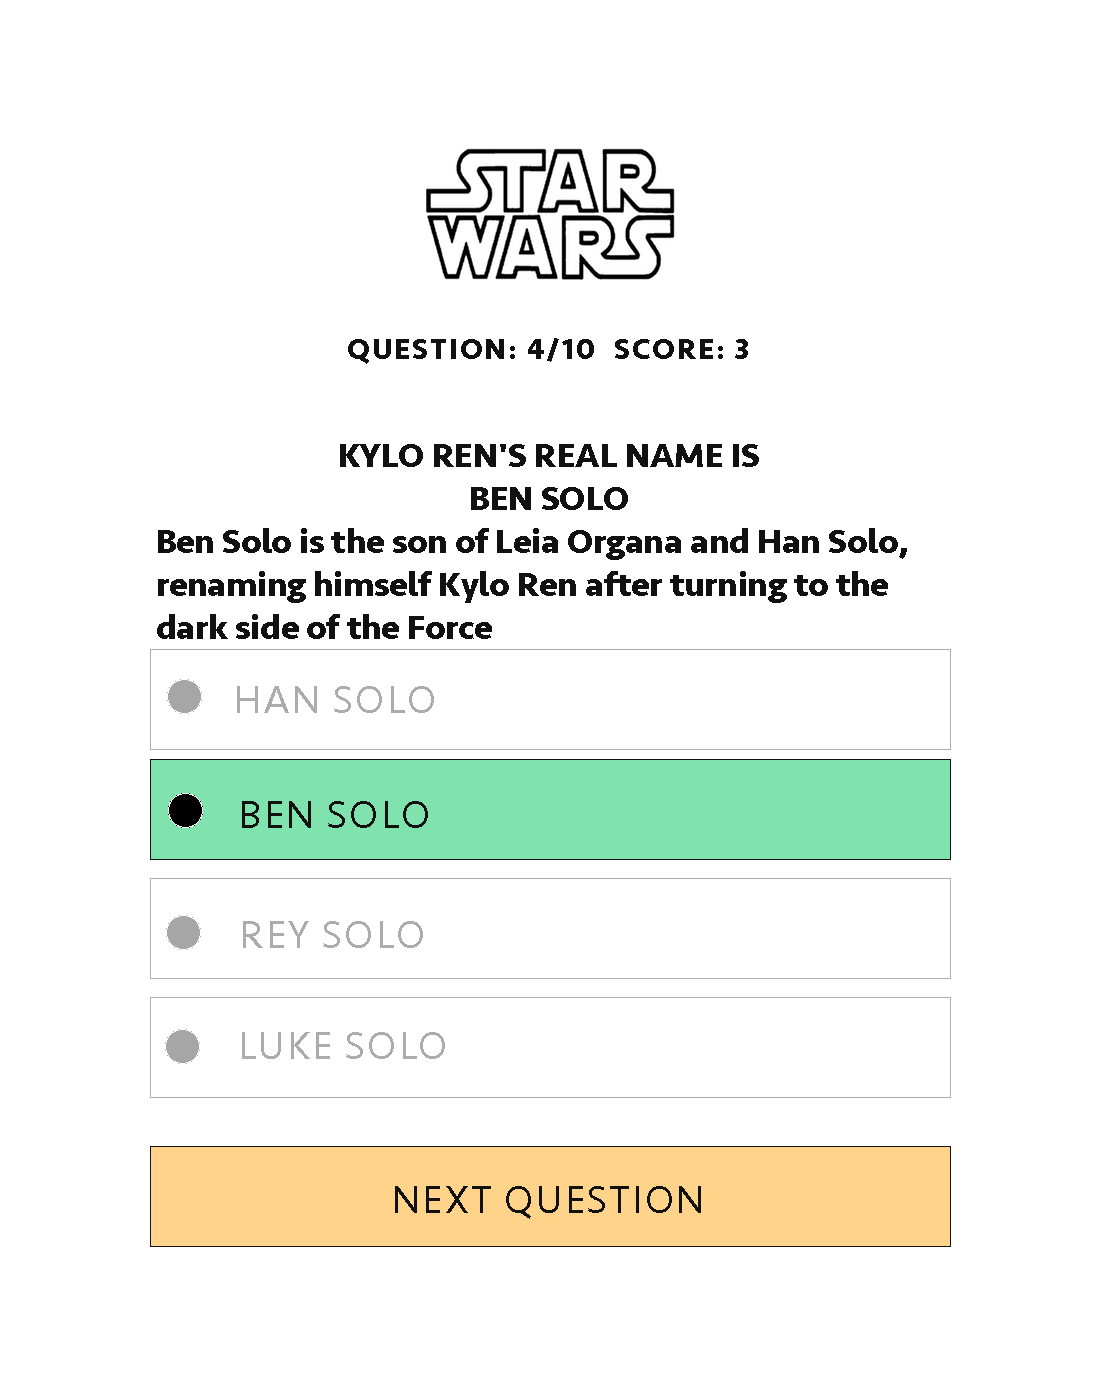 STAR
WARS
QUESTION: 4/10 SCORE: 3
KYLO REN'S REAL NAME IS
BEN SOLO
Ben Solo is the son of Leia Organa and Han Solo,
renaming himself Kylo Ren after turning to the
dark side of the Force
HAN SOLO
BEN SOLO
REY SOLO
LUKE SOLO
NEXT QUESTION